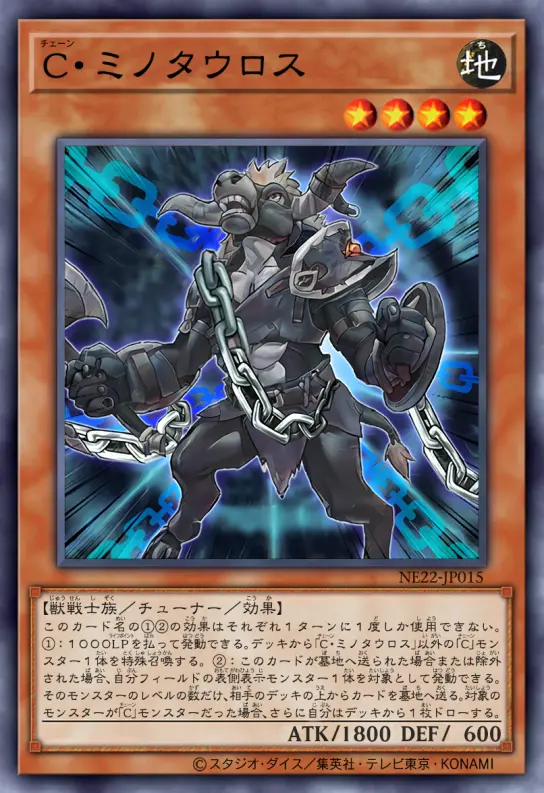 チェーン
C・ミノタウロス
ち
地
NE22-JP015
【獣戦士族／チューナー／効果】
このカード名の①②の効果はそれぞれ１ターンに１度しか使用できない。
①：１０００LPを払って発動できる。デッキから「C・ミノタウロス」以外の「C」モン
スター１体を特殊召喚する。②：このカードが墓地へ送られた場合または除外
された場合、自分フィールドの表側表示モンスター１体を対象として発動できる。
そのモンスターのレベルの数だけ、相手のデッキの上からカードを墓地へ送る。対象の
モンスターが「C」モンスターだった場合、さらに自分はデッキから１枚ドローする。
ATK/1800 DEF/ 600
©スタジオ・ダイス／集英社・テレビ東京・KONAMI